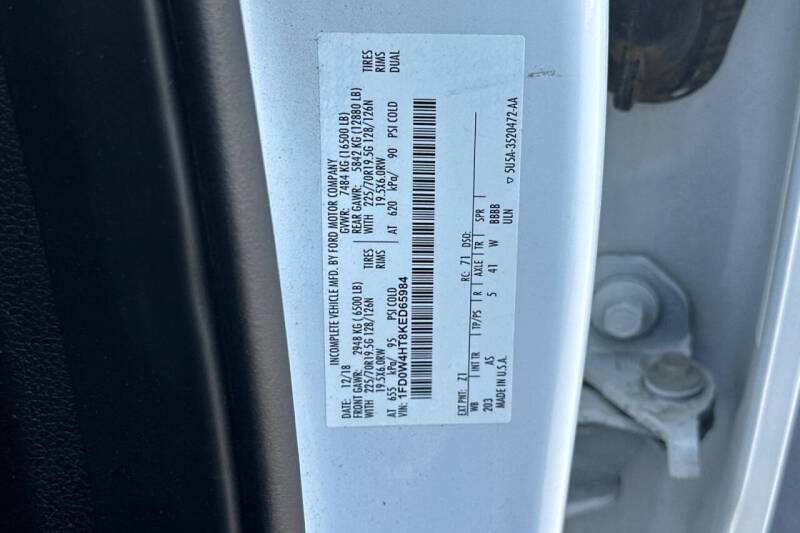 INCOMPLETE VEHICLE MFD. BY FORD MOTOR COMPANY
DATE: 12/18 GVWR: 7484 KG (16500 LB)
FRONT GAWR: 2948 KG (6500 LB) REAR GAWR: 5842 KG (12880 LB)
WITH 225/70R19.5G 128/126N TIRES WITH 225/70R19.5G 128/126N TIRES
19.5X6.0RW RIMS 19.5X6.0RW RIMS
AT 655 kPa/ 95 PSI COLD AT 620 kPa/ 90 PSI COLD DUAL
VIN: 1FD0W4HT8KED65984
EXT PNT: Z1 RC: 71 DSO:
WB INT TR TP/PS R AXLE TR SPR
203 AS 5 41 W BBBB
MADE IN U.S.A. ULN
▽ 5U5A-3520472-AA